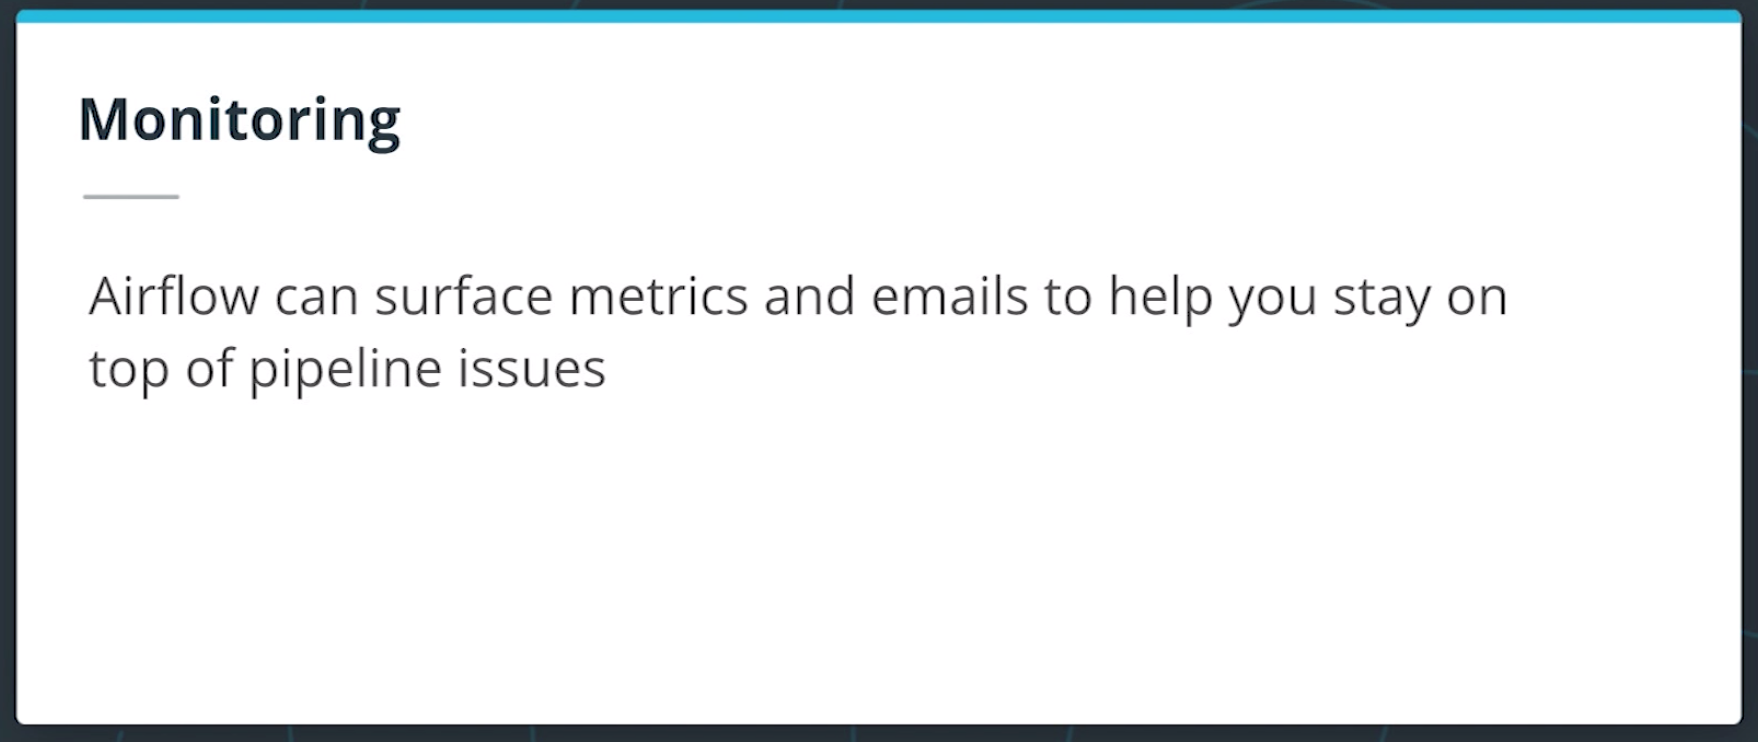 Monitoring
Airflow can surface metrics and emails to help you stay on
top of pipeline issues